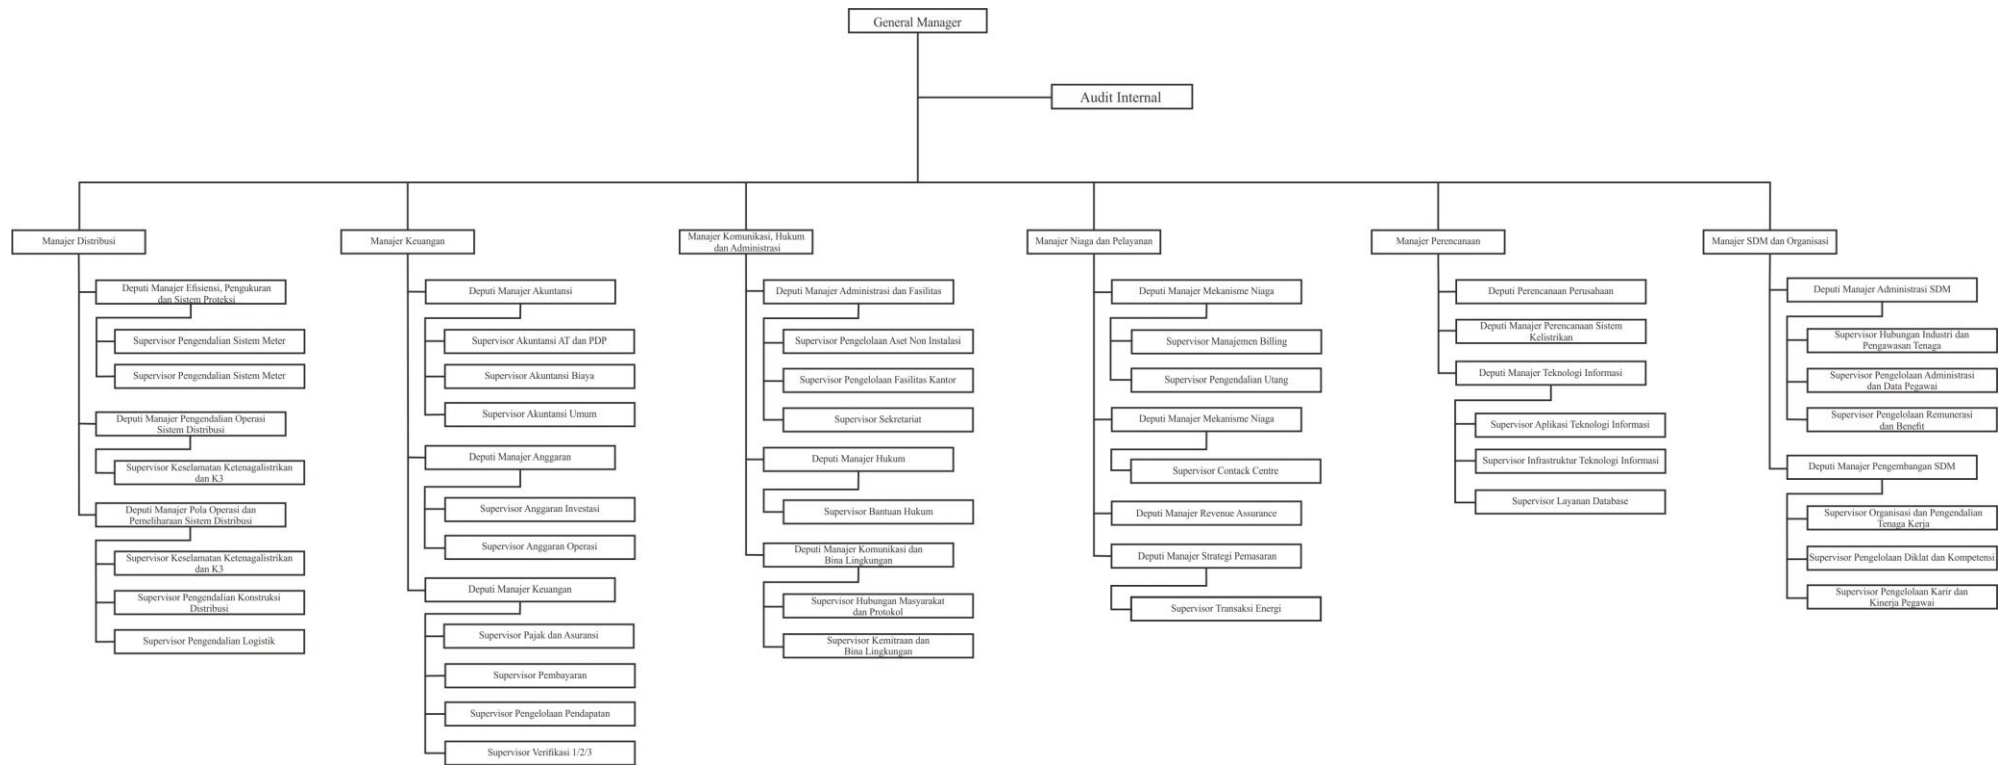 General Manager
Audit Internal
Manajer Distribusi
Deputi Manajer Efisiensi, Pengukuran
dan Sistem Proteksi
Supervisor Pengendalian Sistem Meter
Supervisor Pengendalian Sistem Meter
Deputi Manajer Pengendalian Operasi
Sistem Distribusi
Supervisor Keselamatan Ketenagalistrikan
dan K3
Deputi Manajer Pola Operasi dan
Pemeliharaan Sistem Distribusi
Supervisor Keselamatan Ketenagalistrikan
dan K3
Supervisor Pengendalian Konstruksi
Distribusi
Supervisor Pengendalian Logistik
Manajer Keuangan
Deputi Manajer Akuntansi
Supervisor Akuntansi AT dan PDP
Supervisor Akuntansi Biaya
Supervisor Akuntansi Umum
Deputi Manajer Anggaran
Supervisor Anggaran Investasi
Supervisor Anggaran Operasi
Deputi Manajer Keuangan
Supervisor Pajak dan Asuransi
Supervisor Pembayaran
Supervisor Pengelolaan Pendapatan
Supervisor Verifikasi 1/2/3
Manajer Komunikasi, Hukum
dan Administrasi
Deputi Manajer Administrasi dan Fasilitas
Supervisor Pengelolaan Aset Non Instalasi
Supervisor Pengelolaan Fasilitas Kantor
Supervisor Sekretariat
Deputi Manajer Hukum
Supervisor Bantuan Hukum
Deputi Manajer Komunikasi dan
Bina Lingkungan
Supervisor Hubungan Masyarakat
dan Protokol
Supervisor Kemitraan dan
Bina Lingkungan
Manajer Niaga dan Pelayanan
Deputi Manajer Mekanisme Niaga
Supervisor Manajemen Billing
Supervisor Pengendalian Utang
Deputi Manajer Mekanisme Niaga
Supervisor Contack Centre
Deputi Manajer Revenue Assurance
Deputi Manajer Strategi Pemasaran
Supervisor Transaksi Energi
Manajer Perencanaan
Deputi Perencanaan Perusahaan
Deputi Manajer Perencanaan Sistem
Kelistrikan
Deputi Manajer Teknologi Informasi
Supervisor Aplikasi Teknologi Informasi
Supervisor Infrastruktur Teknologi Informasi
Supervisor Layanan Database
Manajer SDM dan Organisasi
Deputi Manajer Administrasi SDM
Supervisor Hubungan Industri dan
Pengawasan Tenaga
Supervisor Pengelolaan Administrasi
dan Data Pegawai
Supervisor Pengelolaan Remunerasi
dan Benefit
Deputi Manajer Pengembangan SDM
Supervisor Organisasi dan Pengendalian
Tenaga Kerja
Supervisor Pengelolaan Diklat dan Kompetensi
Supervisor Pengelolaan Karir dan
Kinerja Pegawai